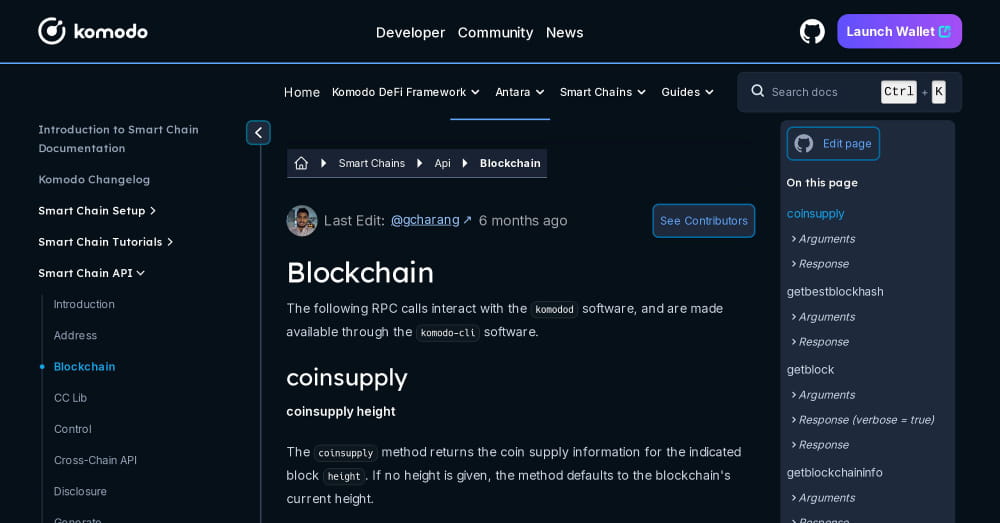 komodo
Developer Community News
Launch Wallet
Home Komodo DeFi Framework Antara Smart Chains Guides
Search docs Ctrl + K
Introduction to Smart Chain
Documentation
Komodo Changelog
Smart Chain Setup
Smart Chain Tutorials
Smart Chain API
Introduction
Address
Blockchain
CC Lib
Control
Cross-Chain API
Disclosure
Generate
Smart Chains Api Blockchain
Last Edit: @gcharang ↗ 6 months ago
See Contributors
Blockchain
The following RPC calls interact with the komodod software, and are made
available through the komodo-cli software.
coinsupply
coinsupply height
The coinsupply method returns the coin supply information for the indicated
block height. If no height is given, the method defaults to the blockchain's
current height.
Edit page
On this page
coinsupply
Arguments
Response
getbestblockhash
Arguments
Response
getblock
Arguments
Response (verbose = true)
Response
getblockchaininfo
Arguments
Response